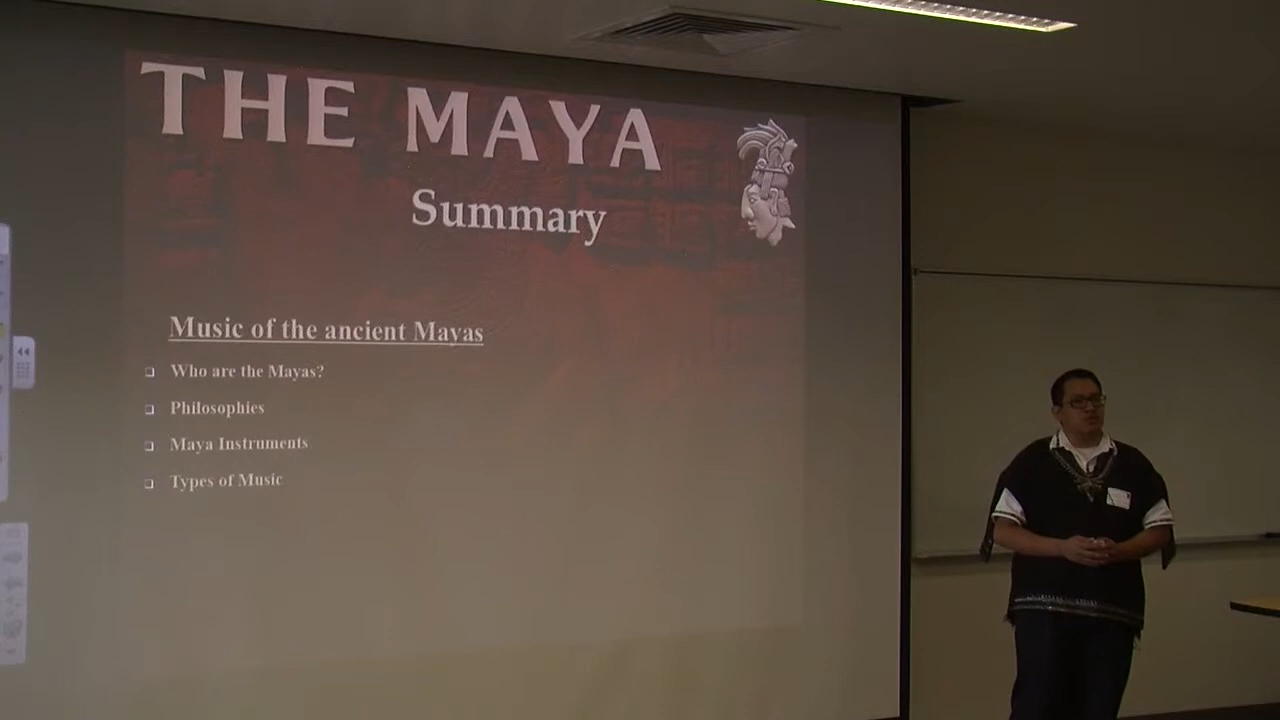 THE MAYA
Summary
Music of the ancient Mayas
Who are the Mayas?
Philosophies
Maya Instruments
Types of Music